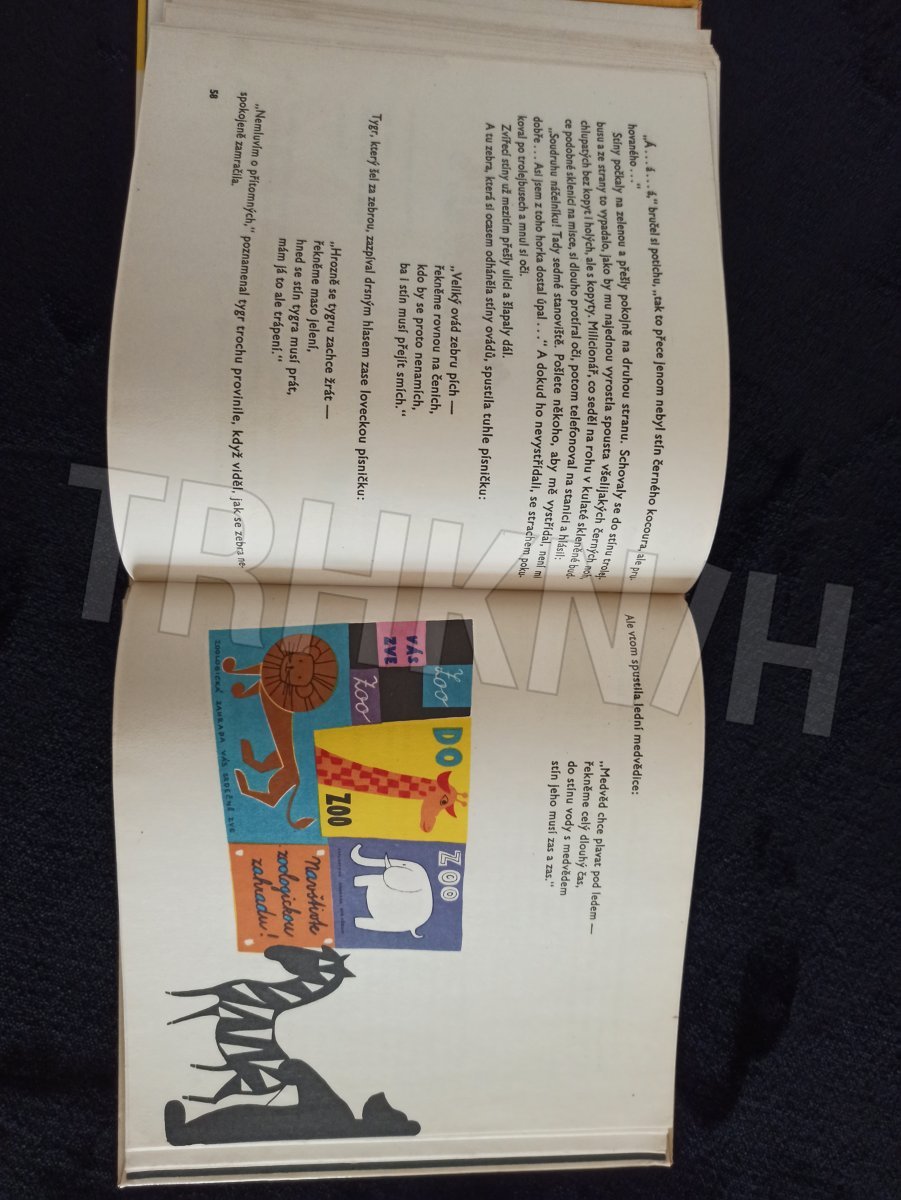 „Á . . . á . . . á,“ bručel si potichu, „tak to přece jenom nebyl stín černého kocoura, ale pru-
hovaného . . .“
Stíny počkaly na zelenou a přešly pokojně na druhou stranu. Schovaly se do stínu trolej-
busu a ze strany to vypadalo, jako by mu najednou vyrostla spousta všelijakých černých noh,
chlupatých bez kopyt i holých, ale s kopyty. Milicionář, co seděl na rohu v kulaté skleněné bud-
ce podobné sklenici na misce, si dlouho protíral oči, potom telefonoval na stanici a hlásil:
„Soudruhu náčelníku! Tady sedmé stanoviště. Pošlete někoho, aby mě vystřídal, není mi
dobře . . . Asi jsem z toho horka dostal úpal . . .“ A dokud ho nevystřídali, se strachem poku-
koval po trolejbusech a mnul si oči.
Zvířecí stíny už mezitím přešly ulici a šlapaly dál.
A tu zebra, která si ocasem odháněla stíny ovádů, spustila tuhle písničku:
„Veliký ovád zebru pích —
řekněme rovnou na čenich,
kdo by se proto nenamích,
ba i stín musí přejít smích.“
Tygr, který šel za zebrou, zazpíval drsným hlasem zase loveckou písničku:
„Hrozně se tygru zachce žrát —
řekněme maso jelení,
hned se stín tygra musí prát,
mám já to ale trápení.“
„Nemluvím o přítomných,“ poznamenal tygr trochu provinile, když viděl, jak se zebra ne-
spokojeně zamračila.
58
Ale vtom spustila lední medvědice:
„Medvěd chce plavat pod ledem —
řekněme celý dlouhý čas,
do stínu vody s medvědem
stín jeho musí zas a zas.“
Zoo
VÁS
ZVE
Zoo
DO
ZOO
ZOO
ZOOLOGICKÁ ZAHRADA VÁS SRDEČNĚ ZVE
Navštivte
zoologickou
zahradu!
TRHKNIH